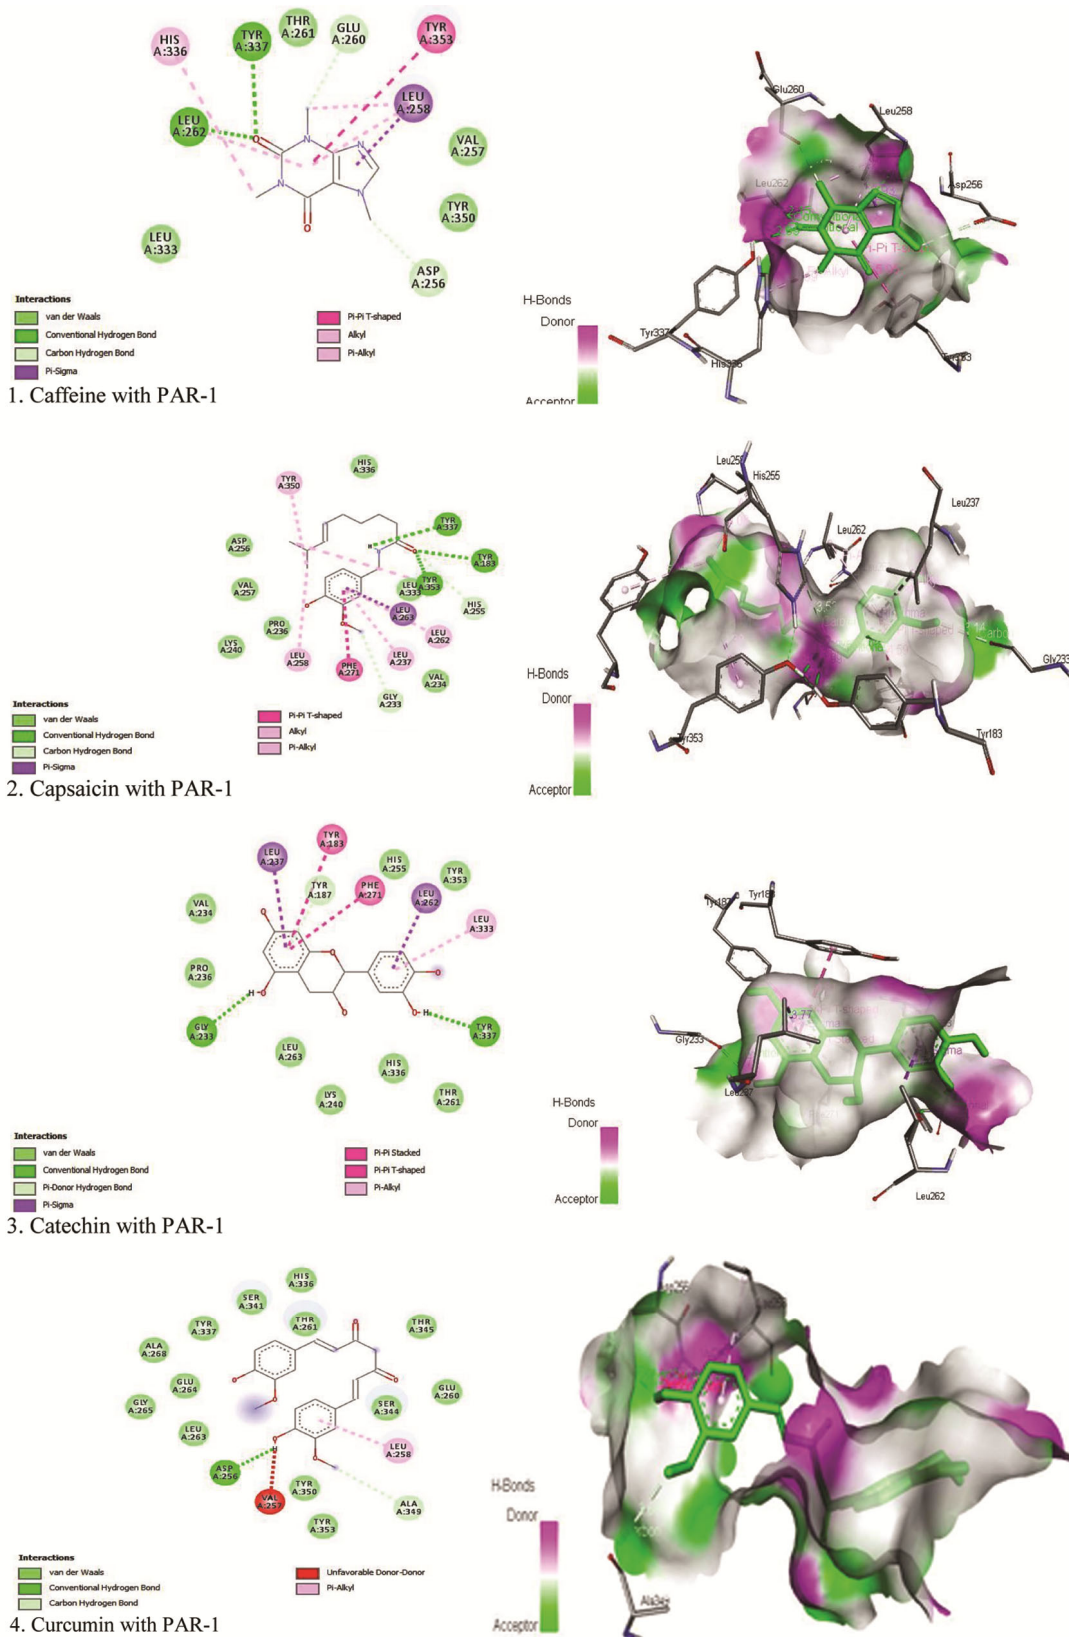 HIS
A:336
TYR
A:337
THR
A:261
GLU
A:260
TYR
A:353
LEU
A:262
LEU
A:258
VAL
A:257
TYR
A:350
LEU
A:333
ASP
A:256
Interactions
van der Waals
Conventional Hydrogen Bond
Carbon Hydrogen Bond
Pi-Sigma
Pi-Pi T-shaped
Alkyl
Pi-Alkyl
Glu260
Leu258
Leu262
Asp256
Tyr337
His336
H-Bonds
Donor
Acceptor
1. Caffeine with PAR-1
TYR
A:350
HIS
A:336
TYR
A:337
TYR
A:183
ASP
A:256
VAL
A:257
LEU
A:333
TYR
A:353
HIS
A:255
LEU
A:263
PRO
A:236
LYS
A:240
LEU
A:258
PHE
A:271
LEU
A:237
LEU
A:262
GLY
A:233
VAL
A:234
Interactions
van der Waals
Conventional Hydrogen Bond
Carbon Hydrogen Bond
Pi-Sigma
Pi-Pi T-shaped
Alkyl
Pi-Alkyl
His255
Leu237
Leu262
Gly233
Tyr353
Tyr183
H-Bonds
Donor
Acceptor
2. Capsaicin with PAR-1
LEU
A:237
TYR
A:183
TYR
A:187
PHE
A:271
HIS
A:255
LEU
A:262
TYR
A:353
LEU
A:333
VAL
A:234
PRO
A:236
GLY
A:233
LEU
A:263
LYS
A:240
HIS
A:336
THR
A:261
TYR
A:337
Interactions
van der Waals
Conventional Hydrogen Bond
Pi-Donor Hydrogen Bond
Pi-Sigma
Pi-Pi Stacked
Pi-Pi T-shaped
Pi-Alkyl
Tyr187
Tyr183
Gly233
Leu237
Leu262
H-Bonds
Donor
Acceptor
3. Catechin with PAR-1
HIS
A:336
SER
A:341
THR
A:261
TYR
A:337
ALA
A:268
GLU
A:264
GLY
A:265
LEU
A:263
ASP
A:256
VAL
A:257
TYR
A:350
TYR
A:353
THR
A:345
GLU
A:260
SER
A:344
LEU
A:258
ALA
A:349
Interactions
van der Waals
Conventional Hydrogen Bond
Carbon Hydrogen Bond
Unfavorable Donor-Donor
Pi-Alkyl
Ala349
H-Bonds
Donor
Acceptor
4. Curcumin with PAR-1